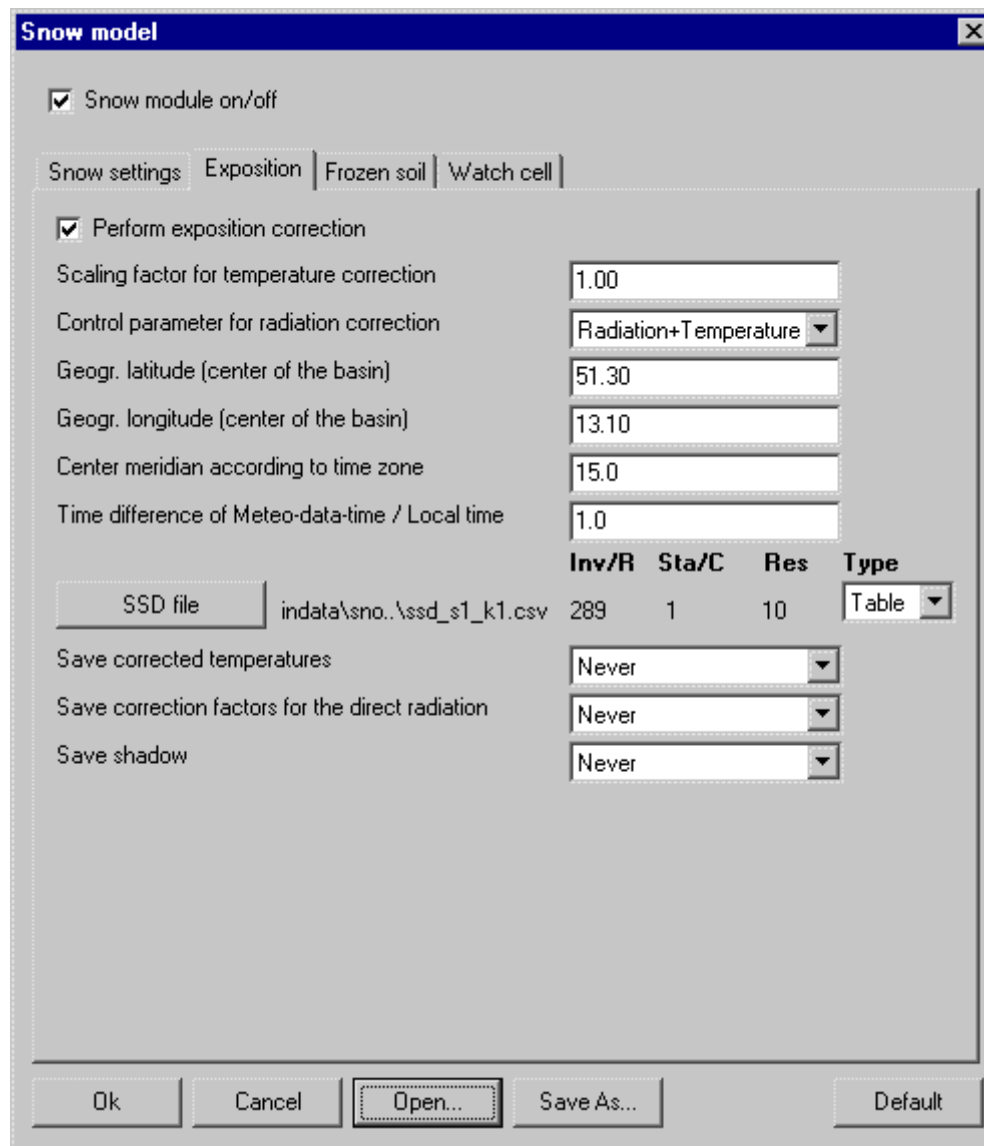 Snow model
Snow module on/off
Snow settings Exposition Frozen soil Watch cell
Perform exposition correction
Scaling factor for temperature correction 1.00
Control parameter for radiation correction Radiation+Temperature
Geogr. latitude (center of the basin) 51.30
Geogr. longitude (center of the basin) 13.10
Center meridian according to time zone 15.0
Time difference of Meteo-data-time / Local time 1.0
Inv/R Sta/C Res Type
SSD file indata\sno..\ssd_s1_k1.csv 289 1 10 Table
Save corrected temperatures Never
Save correction factors for the direct radiation Never
Save shadow Never
Ok Cancel Open... Save As... Default